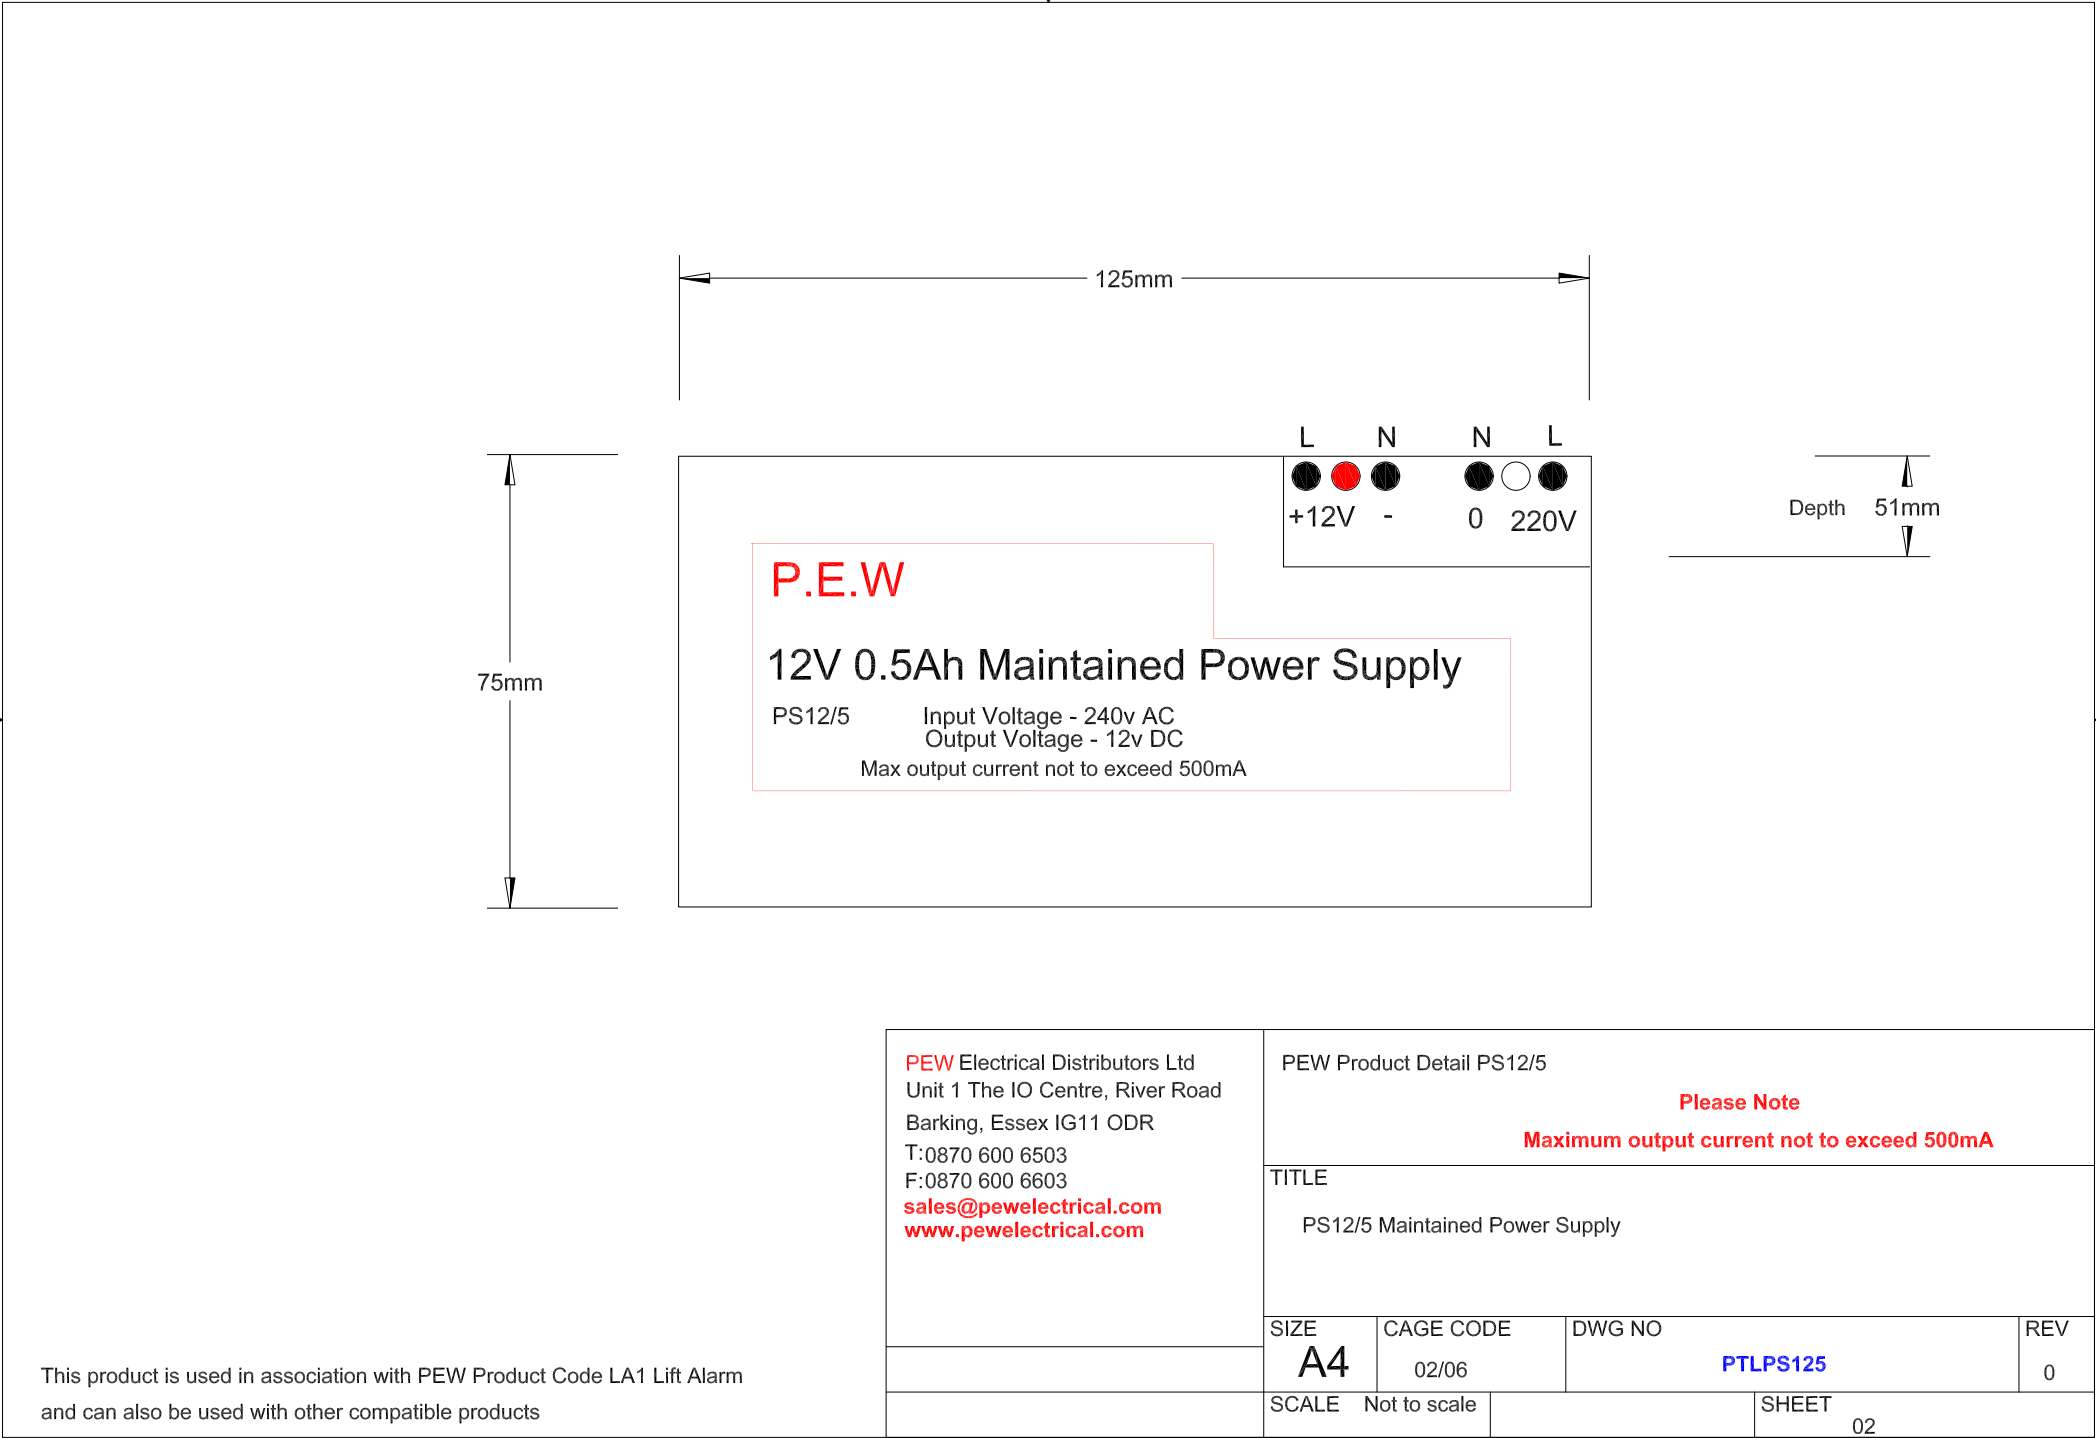 125mm
L N N L
+12V - 0 220V
Depth 51mm
P.E.W
12V 0.5Ah Maintained Power Supply
75mm
PS12/5 Input Voltage - 240v AC
Output Voltage - 12v DC
Max output current not to exceed 500mA
PEW Electrical Distributors Ltd
Unit 1 The IO Centre, River Road
Barking, Essex IG11 ODR
T:0870 600 6503
F:0870 600 6603
sales@pewelectrical.com
www.pewelectrical.com
PEW Product Detail PS12/5
Please Note
Maximum output current not to exceed 500mA
TITLE
PS12/5 Maintained Power Supply
SIZE CAGE CODE DWG NO REV
A4 02/06 PTLPS125 0
SCALE Not to scale SHEET
02
This product is used in association with PEW Product Code LA1 Lift Alarm
and can also be used with other compatible products